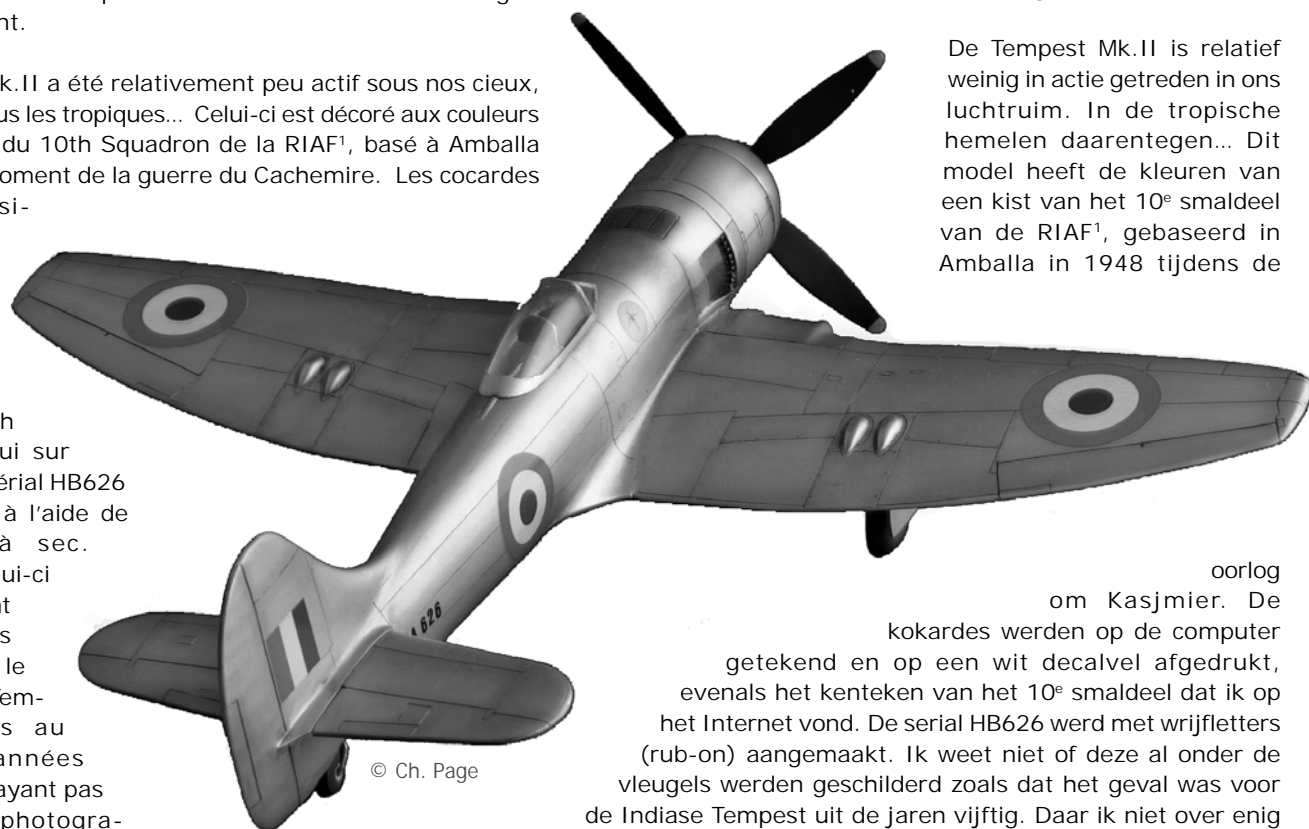 nt.
k.II a été relativement peu actif sous nos cieux,
us les tropiques... Celui-ci est décoré aux couleurs
du 10th Squadron de la RIAF¹, basé à Amballa
oment de la guerre du Cachemire. Les cocardes
si-
h
ui sur
érial HB626
à l'aide de
à sec.
ui-ci
nt
s
le
em-
s au
années
ayant pas
photogra-
A 626
© Ch. Page
De Tempest Mk.II is relatief
weinig in actie getreden in ons
luchtruim. In de tropische
hemelen daarentegen... Dit
model heeft de kleuren van
een kist van het 10ᵉ smaldeel
van de RIAF¹, gebaseerd in
Amballa in 1948 tijdens de
oorlog
om Kasjmier. De
kokardes werden op de computer
getekend en op een wit decalvel afgedrukt,
evenals het kenteken van het 10ᵉ smaldeel dat ik op
het Internet vond. De serial HB626 werd met wrijfletters
(rub-on) aangemaakt. Ik weet niet of deze al onder de
vleugels werden geschilderd zoals dat het geval was voor
de Indiase Tempest uit de jaren vijftig. Daar ik niet over enig